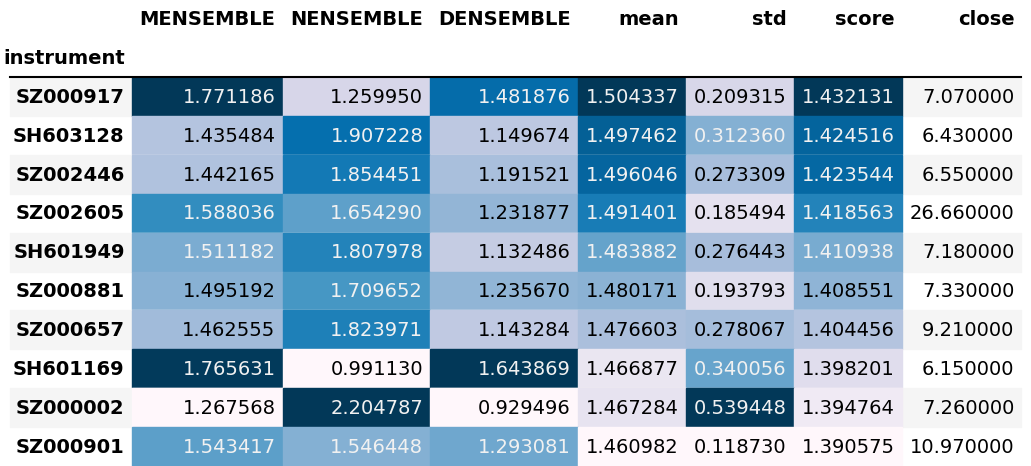 MENSEMBLE NENSEMBLE DENSEMBLE mean std score close
instrument
SZ000917 1.771186 1.259950 1.481876 1.504337 0.209315 1.432131 7.070000
SH603128 1.435484 1.907228 1.149674 1.497462 0.312360 1.424516 6.430000
SZ002446 1.442165 1.854451 1.191521 1.496046 0.273309 1.423544 6.550000
SZ002605 1.588036 1.654290 1.231877 1.491401 0.185494 1.418563 26.660000
SH601949 1.511182 1.807978 1.132486 1.483882 0.276443 1.410938 7.180000
SZ000881 1.495192 1.709652 1.235670 1.480171 0.193793 1.408551 7.330000
SZ000657 1.462555 1.823971 1.143284 1.476603 0.278067 1.404456 9.210000
SH601169 1.765631 0.991130 1.643869 1.466877 0.340056 1.398201 6.150000
SZ000002 1.267568 2.204787 0.929496 1.467284 0.539448 1.394764 7.260000
SZ000901 1.543417 1.546448 1.293081 1.460982 0.118730 1.390575 10.970000